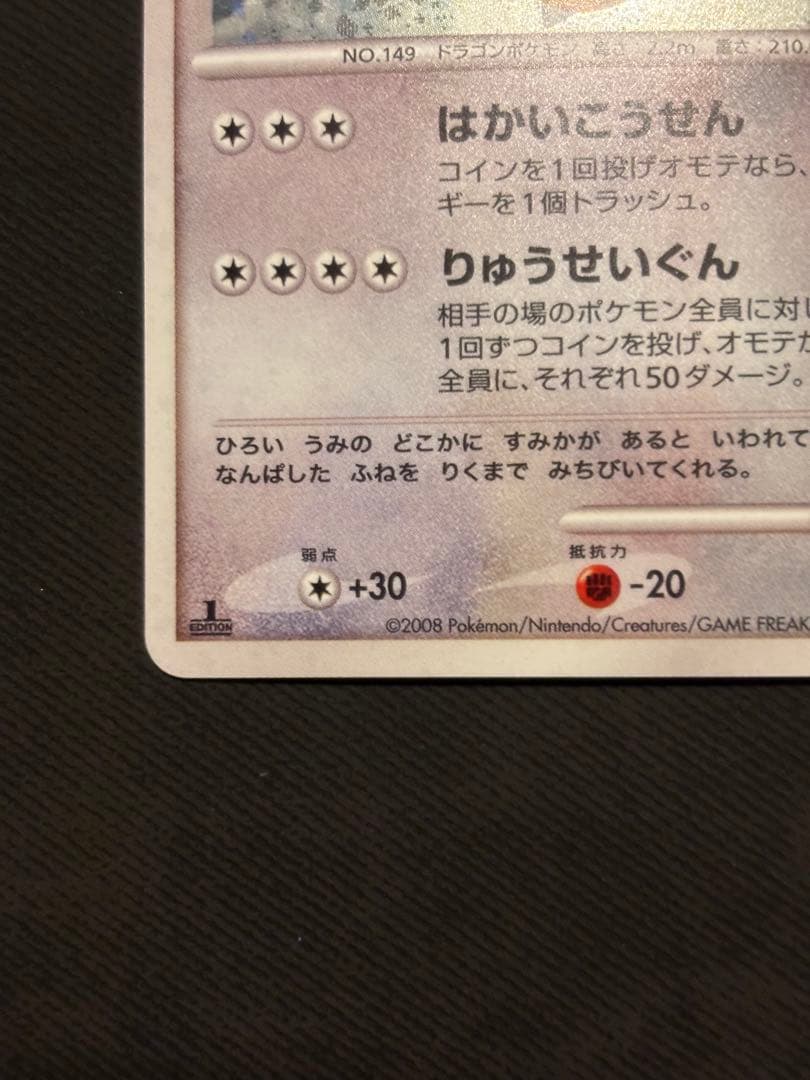 NO.149 ドラゴンポケモン 高さ：2.2m 重さ：210.
はかいこうせん
コインを1回投げオモテなら、
ギーを1個トラッシュ。
りゅうせいぐん
相手の場のポケモン全員に対し
1回ずつコインを投げ、オモテが
全員に、それぞれ50ダメージ。
ひろい うみの どこかに すみかが あると いわれて
なんぱした ふねを りくまで みちびいてくれる。
弱点
+30
抵抗力
-20
1
EDITION
©2008 Pokémon/Nintendo/Creatures/GAME FREAK